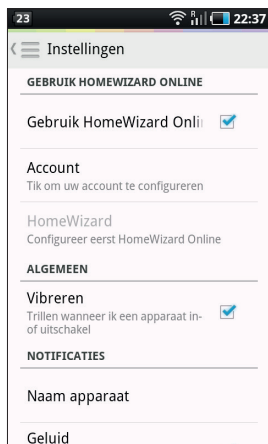 23
R
22:37
Instellingen
GEBRUIK HOMEWIZARD ONLINE
Gebruik HomeWizard Onli
Account
Tik om uw account te configureren
HomeWizard
Configureer eerst HomeWizard Online
ALGEMEEN
Vibreren
Trillen wanneer ik een apparaat in-
of uitschakel
NOTIFICATIES
Naam apparaat
Geluid